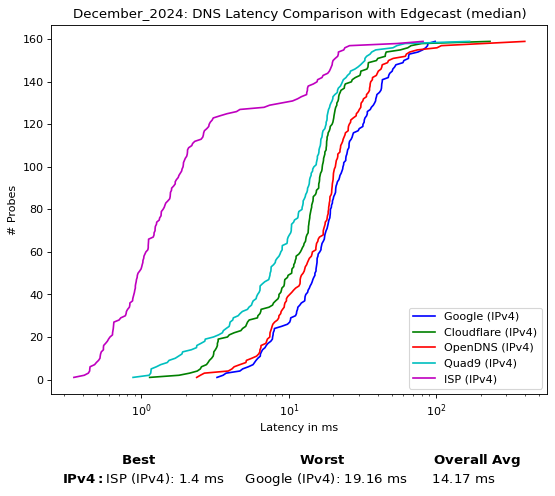 December_2024: DNS Latency Comparison with Edgecast (median)
160
140
120
100
80
60
40
20
0
# Probes
10⁰
10¹
10²
Latency in ms
Google (IPv4)
Cloudflare (IPv4)
OpenDNS (IPv4)
Quad9 (IPv4)
ISP (IPv4)
Best Worst Overall Avg
IPv4: ISP (IPv4): 1.4 ms Google (IPv4): 19.16 ms 14.17 ms